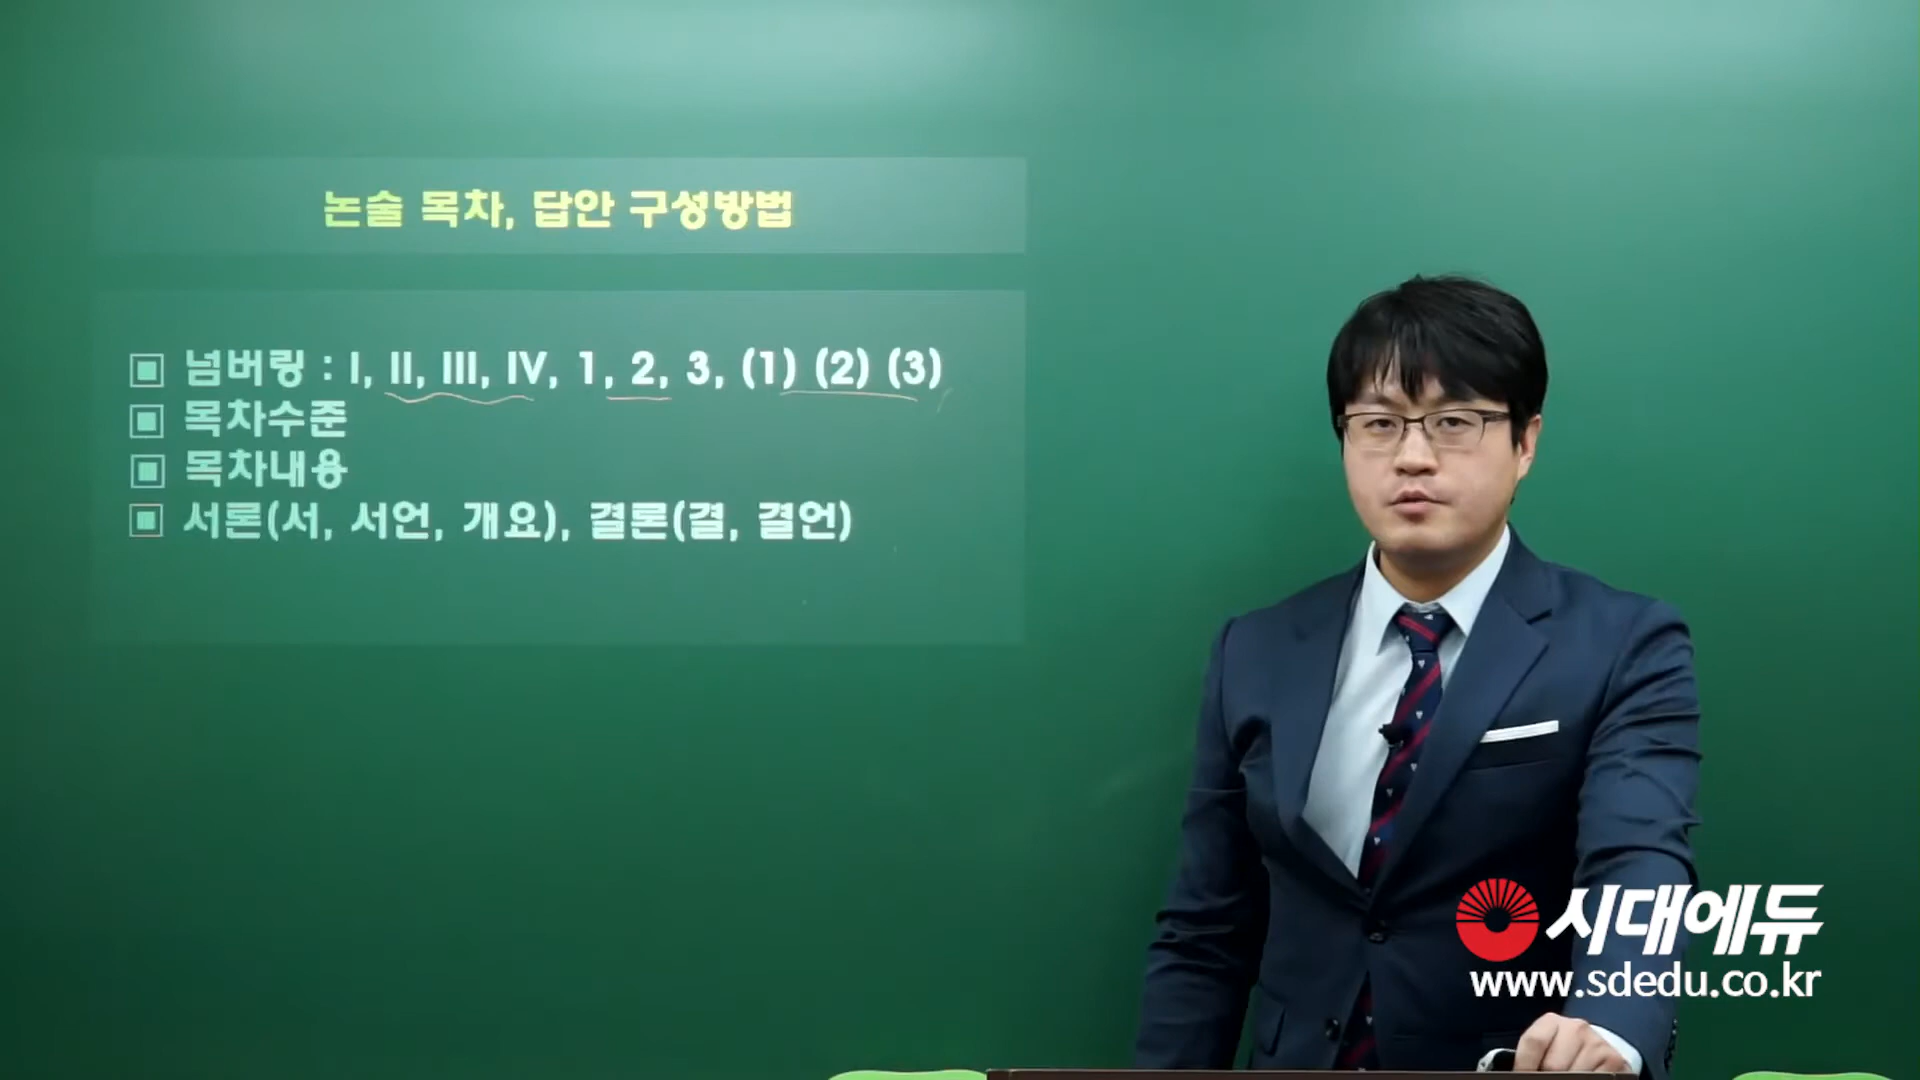 논술 목차, 답안 구성방법
▣ 넘버링 : I, II, III, IV, 1, 2, 3, (1) (2) (3)
▣ 목차수준
▣ 목차내용
▣ 서론(서, 서언, 개요), 결론(결, 결언)
시대에듀
www.sdedu.co.kr